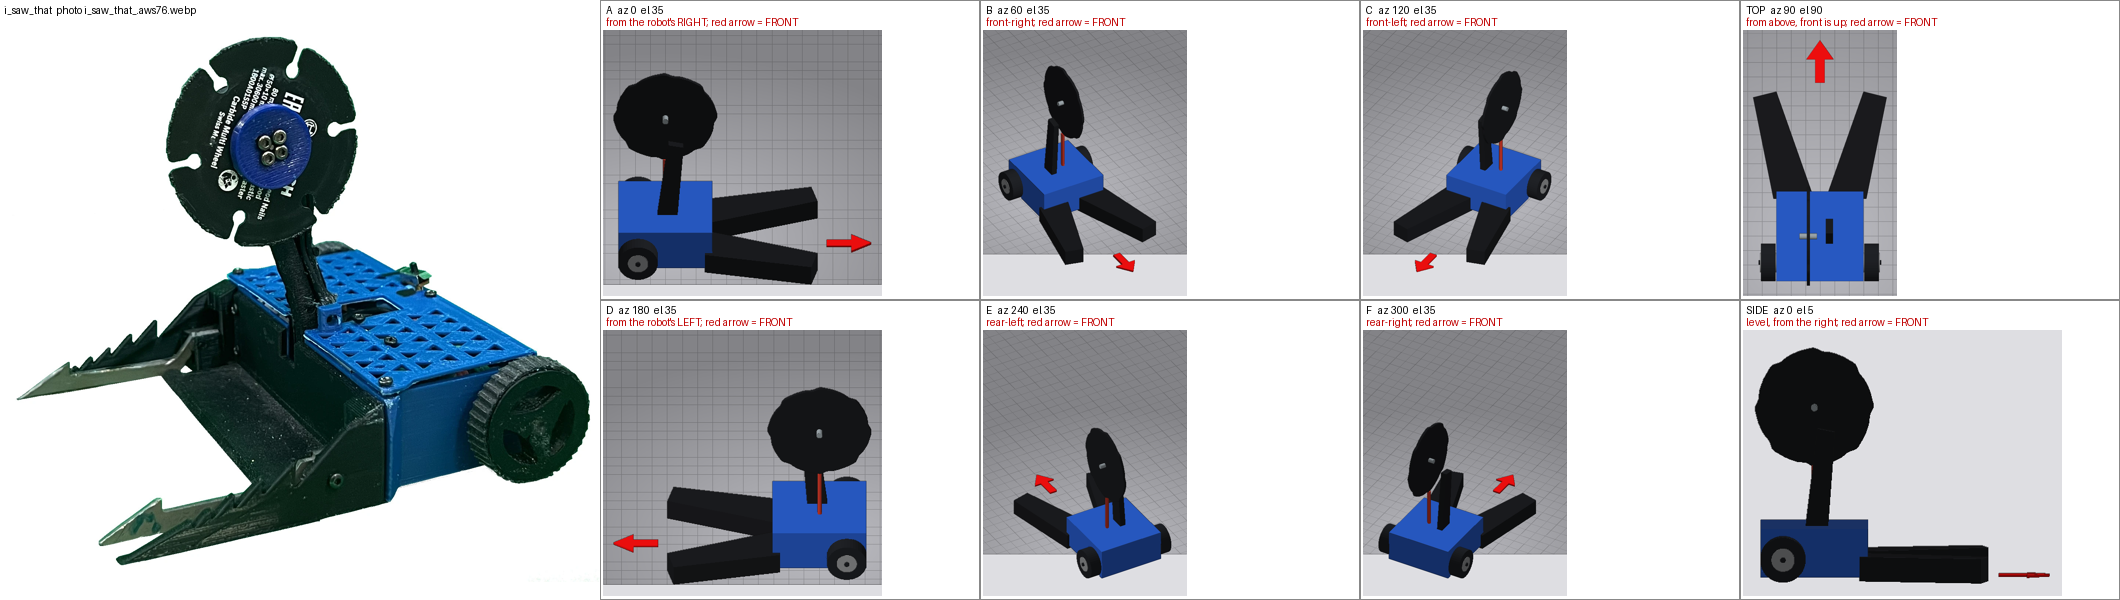 i_saw_that photo i_saw_that_.aws76.webp
Carbide Multi Wheel
A az 0 el 35
from the robot's RIGHT; red arrow = FRONT
B az 60 el 35
front-right; red arrow = FRONT
C az 120 el 35
front-left; red arrow = FRONT
TOP az 90 el 90
from above, front is up; red arrow = FRONT
D az 180 el 35
from the robot's LEFT; red arrow = FRONT
E az 240 el 35
rear-left; red arrow = FRONT
F az 300 el 35
rear-right; red arrow = FRONT
SIDE az 0 el 5
level, from the right; red arrow = FRONT